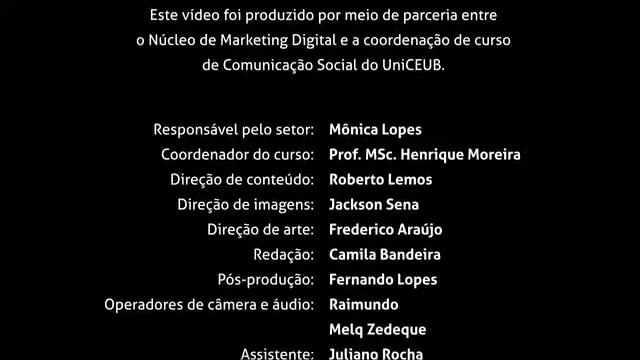 Este vídeo foi produzido por meio de parceria entre
o Núcleo de Marketing Digital e a coordenação de curso
de Comunicação Social do UniCEUB.
Responsável pelo setor: Mônica Lopes
Coordenador do curso: Prof. MSc. Henrique Moreira
Direção de conteúdo: Roberto Lemos
Direção de imagens: Jackson Sena
Direção de arte: Frederico Araújo
Redação: Camila Bandeira
Pós-produção: Fernando Lopes
Operadores de câmera e áudio: Raimundo
Melq Zedeque
Assistente: Juliano Rocha